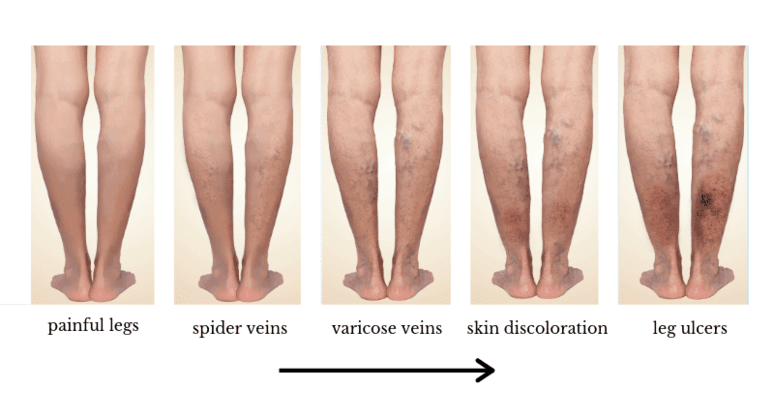 painful legs
spider veins
varicose veins
skin discoloration
leg ulcers